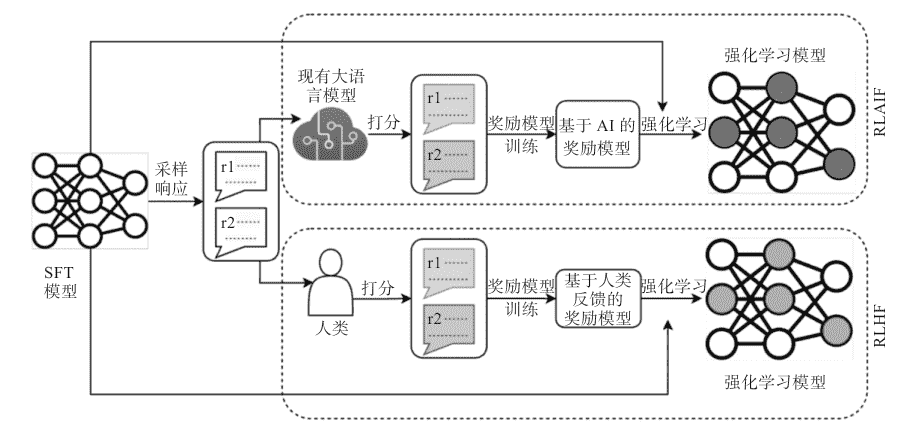 SFT
模型
采样
响应
r1
r2
现有大语
言模型
打分
r1
r2
奖励模型
训练
基于 AI 的
奖励模型
强化学习
强化学习模型
RLAIF
人类
打分
r1
r2
奖励模型
训练
基于人类
反馈的
奖励模型
强化学习
强化学习模型
RLHF